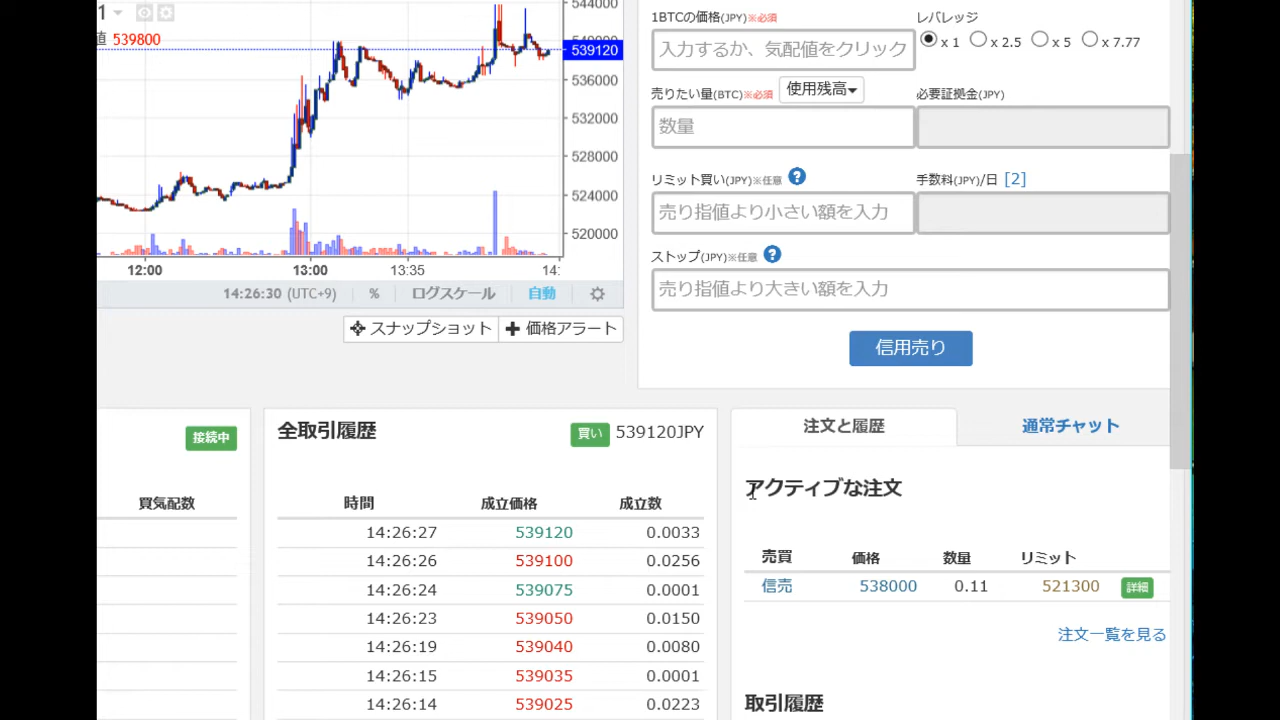 1
値 539800
544000
539120
536000
532000
528000
524000
520000
12:00 13:00 13:35 14:
14:26:30 (UTC+9) % ログスケール 自動
スナップショット
価格アラート
1BTCの価格(JPY)※必須
入力するか、気配値をクリック
レバレッジ
x 1 x 2.5 x 5 x 7.77
売りたい量(BTC)※必須 使用残高
数量
必要証拠金(JPY)
リミット買い(JPY)※任意 ?
売り指値より小さい額を入力
手数料(JPY)/日 [2]
ストップ(JPY)※任意 ?
売り指値より大きい額を入力
信用売り
接続中
買気配数
全取引履歴 買い 539120JPY
時間 成立価格 成立数
14:26:27 539120 0.0033
14:26:26 539100 0.0256
14:26:24 539075 0.0001
14:26:23 539050 0.0150
14:26:19 539040 0.0080
14:26:15 539035 0.0001
14:26:14 539025 0.0223
注文と履歴 通常チャット
アクティブな注文
売買 価格 数量 リミット
信売 538000 0.11 521300 詳細
注文一覧を見る
取引履歴